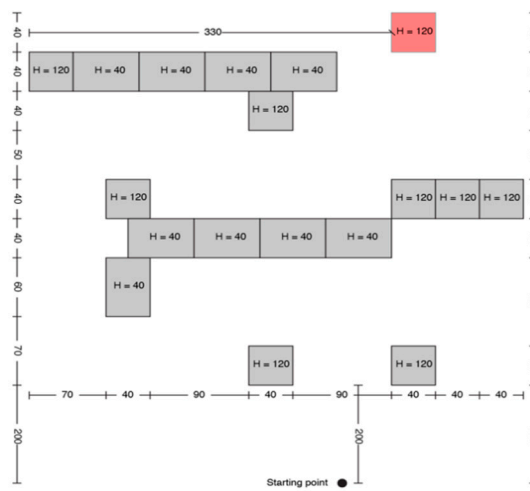 330
H = 120
40
H = 120 H = 40 H = 40 H = 40 H = 40
40
H = 120
40
50
H = 120 H = 120 H = 120 H = 120
40
H = 40 H = 40 H = 40 H = 40
40
H = 40
60
H = 120 H = 120
70
70 40 90 40 90 40 40 40
200 200
Starting point